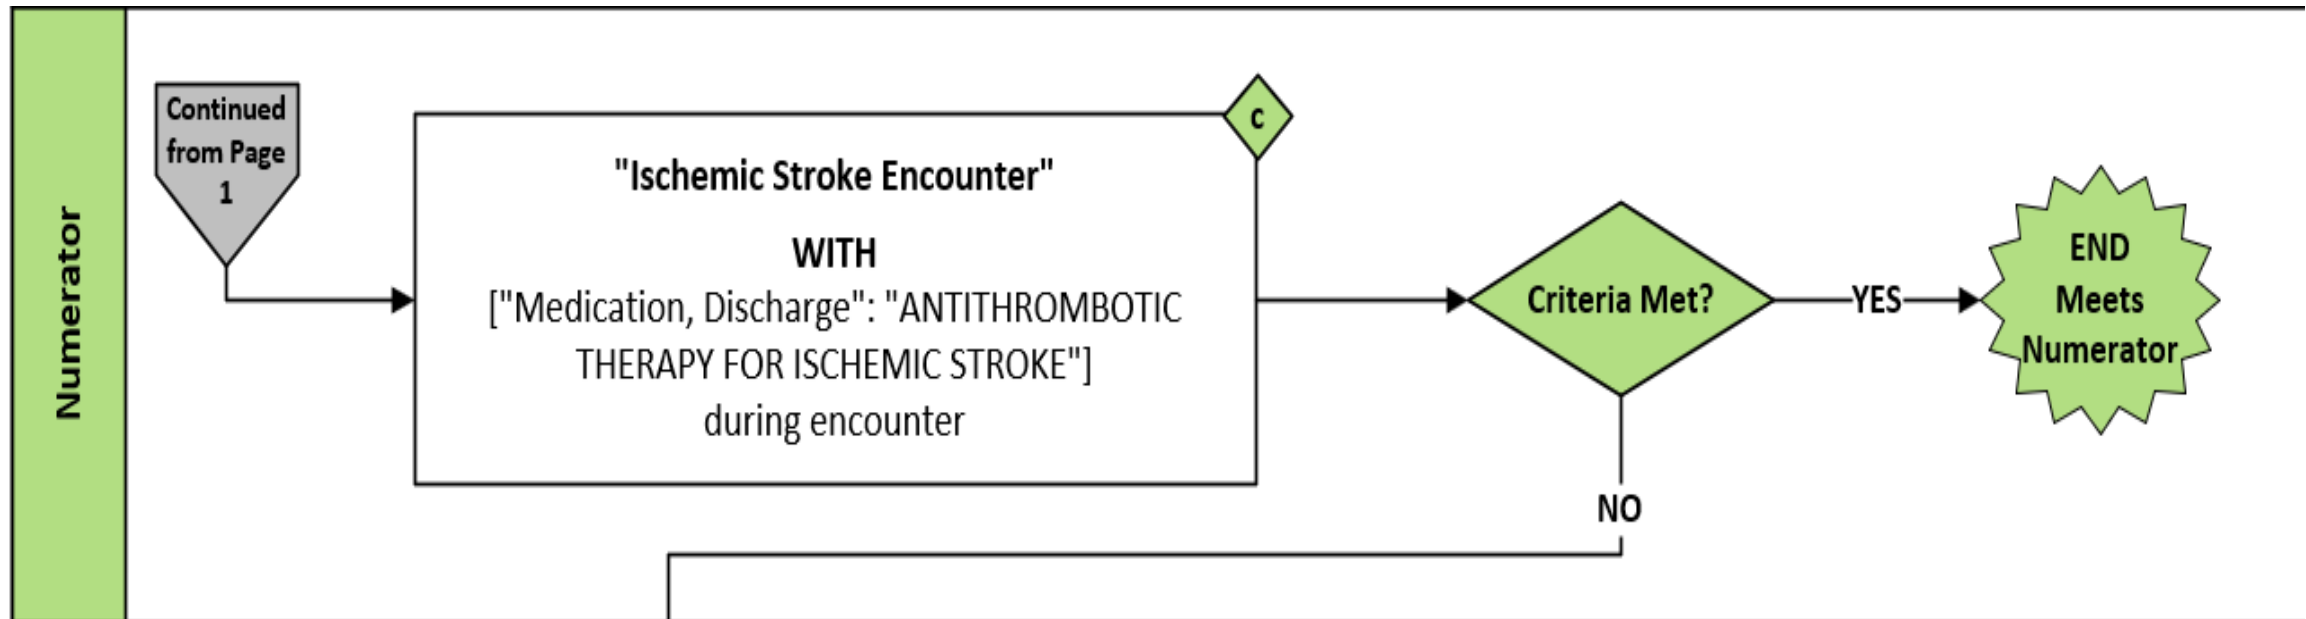 Numerator
Continued
from Page
1
c
"Ischemic Stroke Encounter"
WITH
["Medication, Discharge": "ANTITHROMBOTIC
THERAPY FOR ISCHEMIC STROKE"]
during encounter
Criteria Met?
YES
END
Meets
Numerator
NO